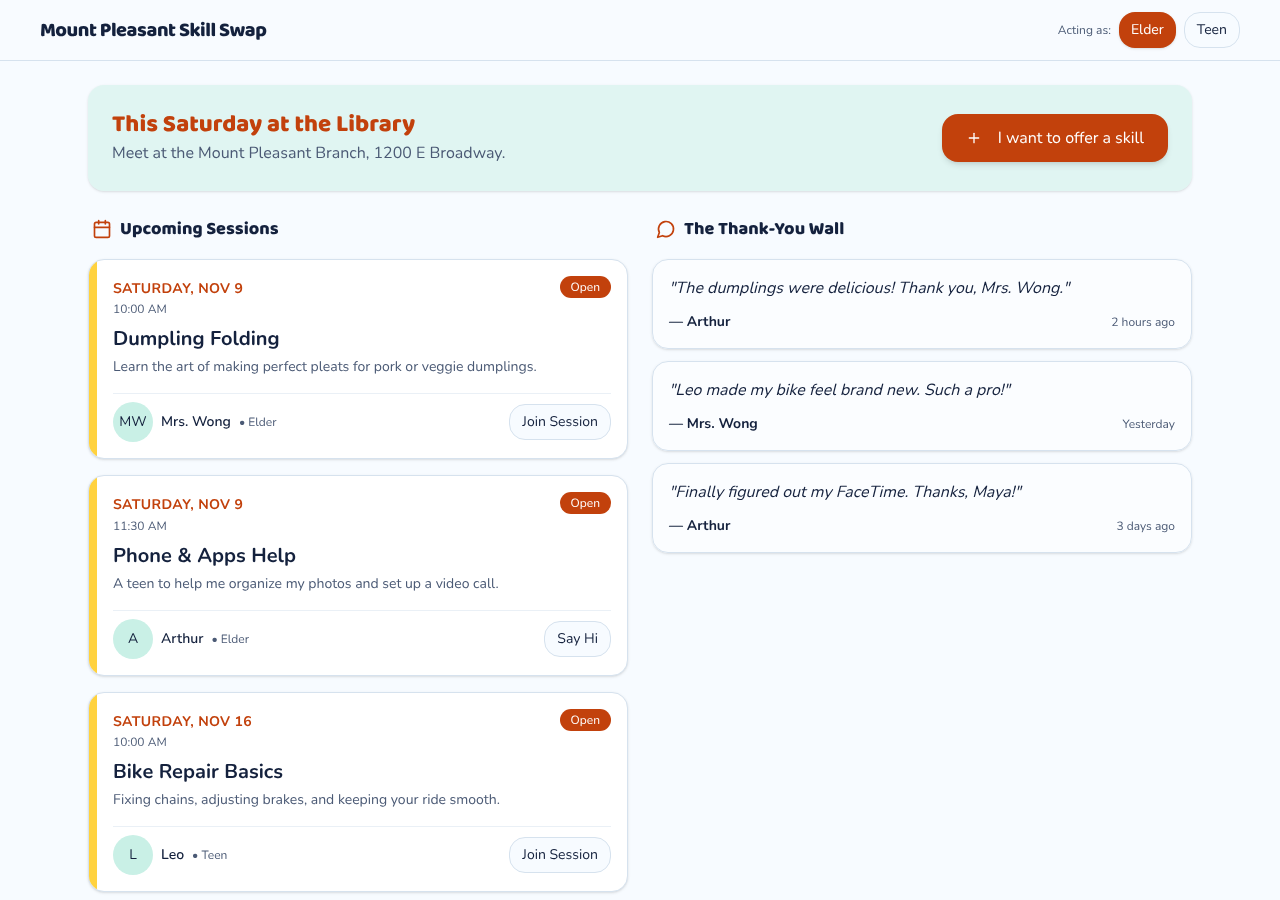 Mount Pleasant Skill Swap
Acting as:
Elder
Teen
This Saturday at the Library
Meet at the Mount Pleasant Branch, 1200 E Broadway.
+ I want to offer a skill
Upcoming Sessions
SATURDAY, NOV 9
Open
10:00 AM
Dumpling Folding
Learn the art of making perfect pleats for pork or veggie dumplings.
MW
Mrs. Wong • Elder
Join Session
SATURDAY, NOV 9
Open
11:30 AM
Phone & Apps Help
A teen to help me organize my photos and set up a video call.
A
Arthur • Elder
Say Hi
SATURDAY, NOV 16
Open
10:00 AM
Bike Repair Basics
Fixing chains, adjusting brakes, and keeping your ride smooth.
L
Leo • Teen
Join Session
The Thank-You Wall
"The dumplings were delicious! Thank you, Mrs. Wong."
— Arthur
2 hours ago
"Leo made my bike feel brand new. Such a pro!"
— Mrs. Wong
Yesterday
"Finally figured out my FaceTime. Thanks, Maya!"
— Arthur
3 days ago